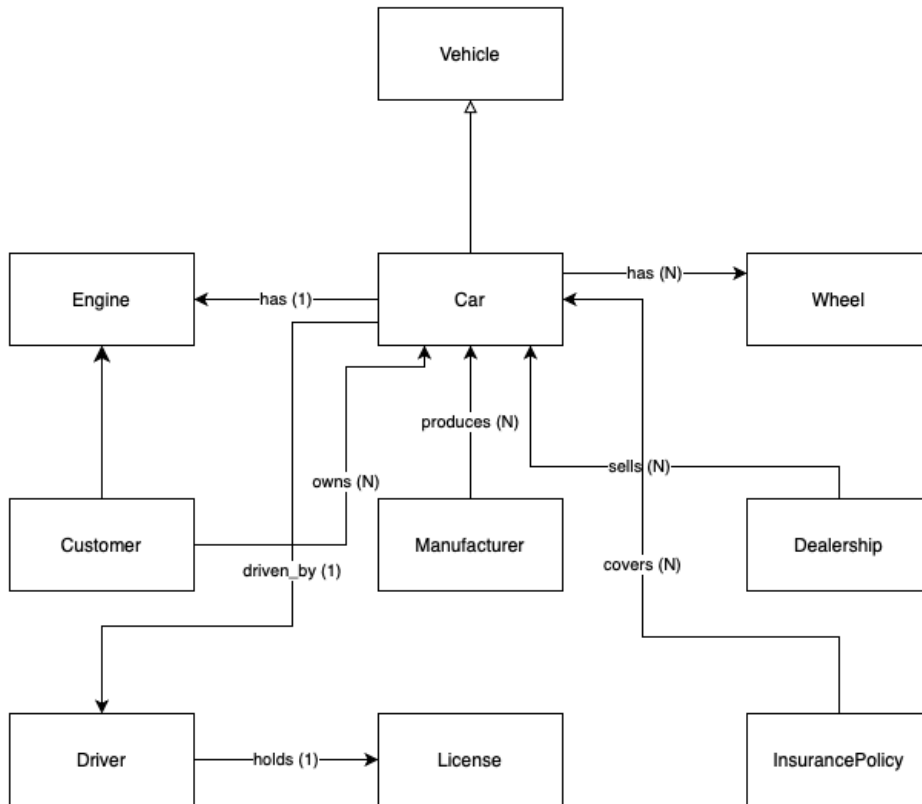 Vehicle
Engine
has (1)
Car
has (N)
Wheel
produces (N)
owns (N)
sells (N)
Customer
Manufacturer
Dealership
driven_by (1)
covers (N)
Driver
holds (1)
License
InsurancePolicy